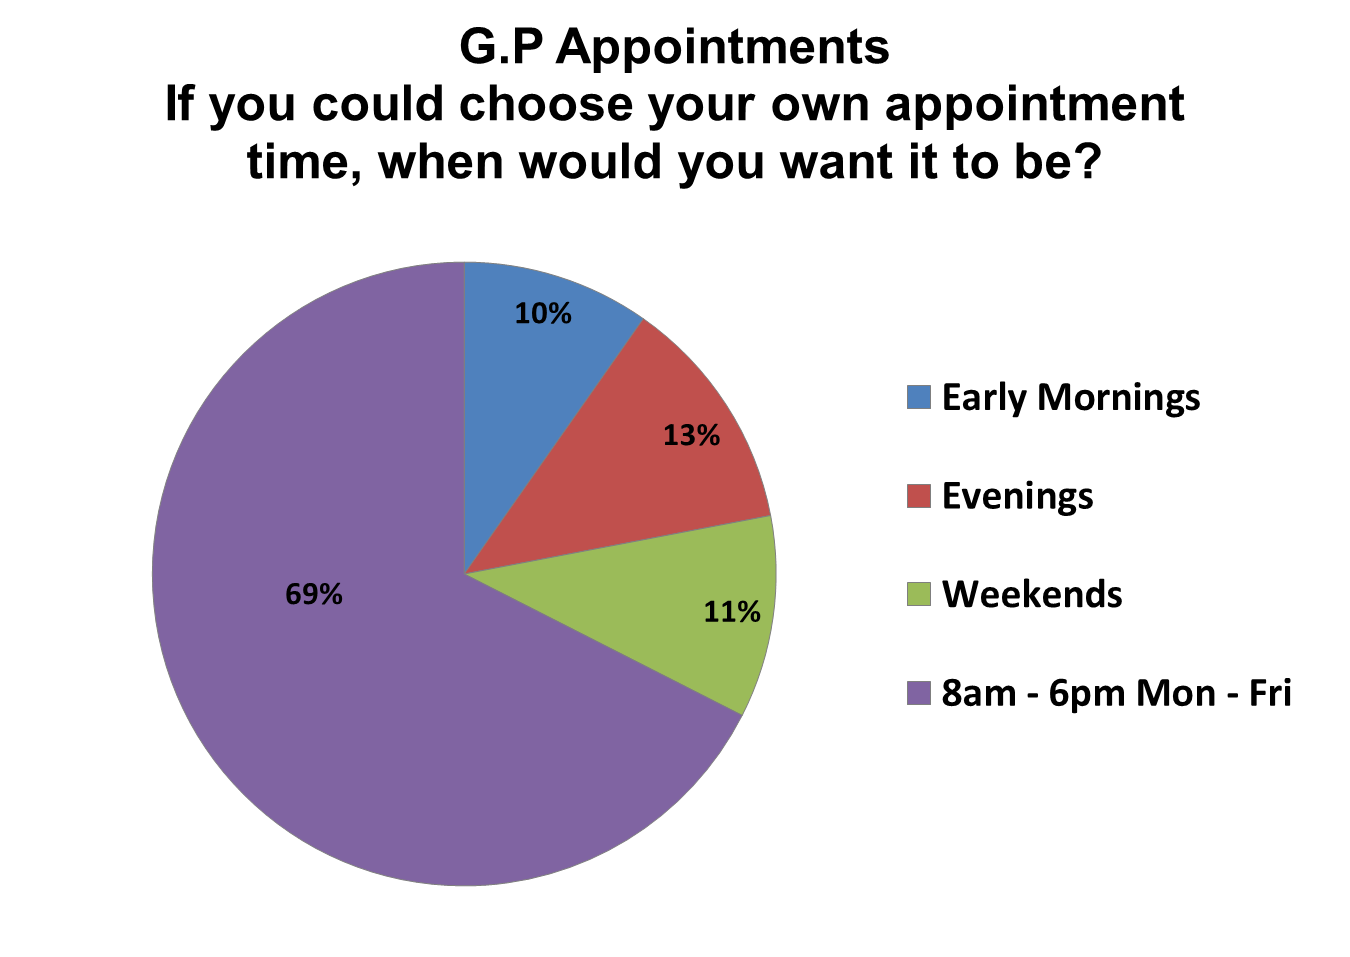 G.P Appointments
If you could choose your own appointment
time, when would you want it to be?
10%
13%
11%
69%
Early Mornings
Evenings
Weekends
8am - 6pm Mon - Fri